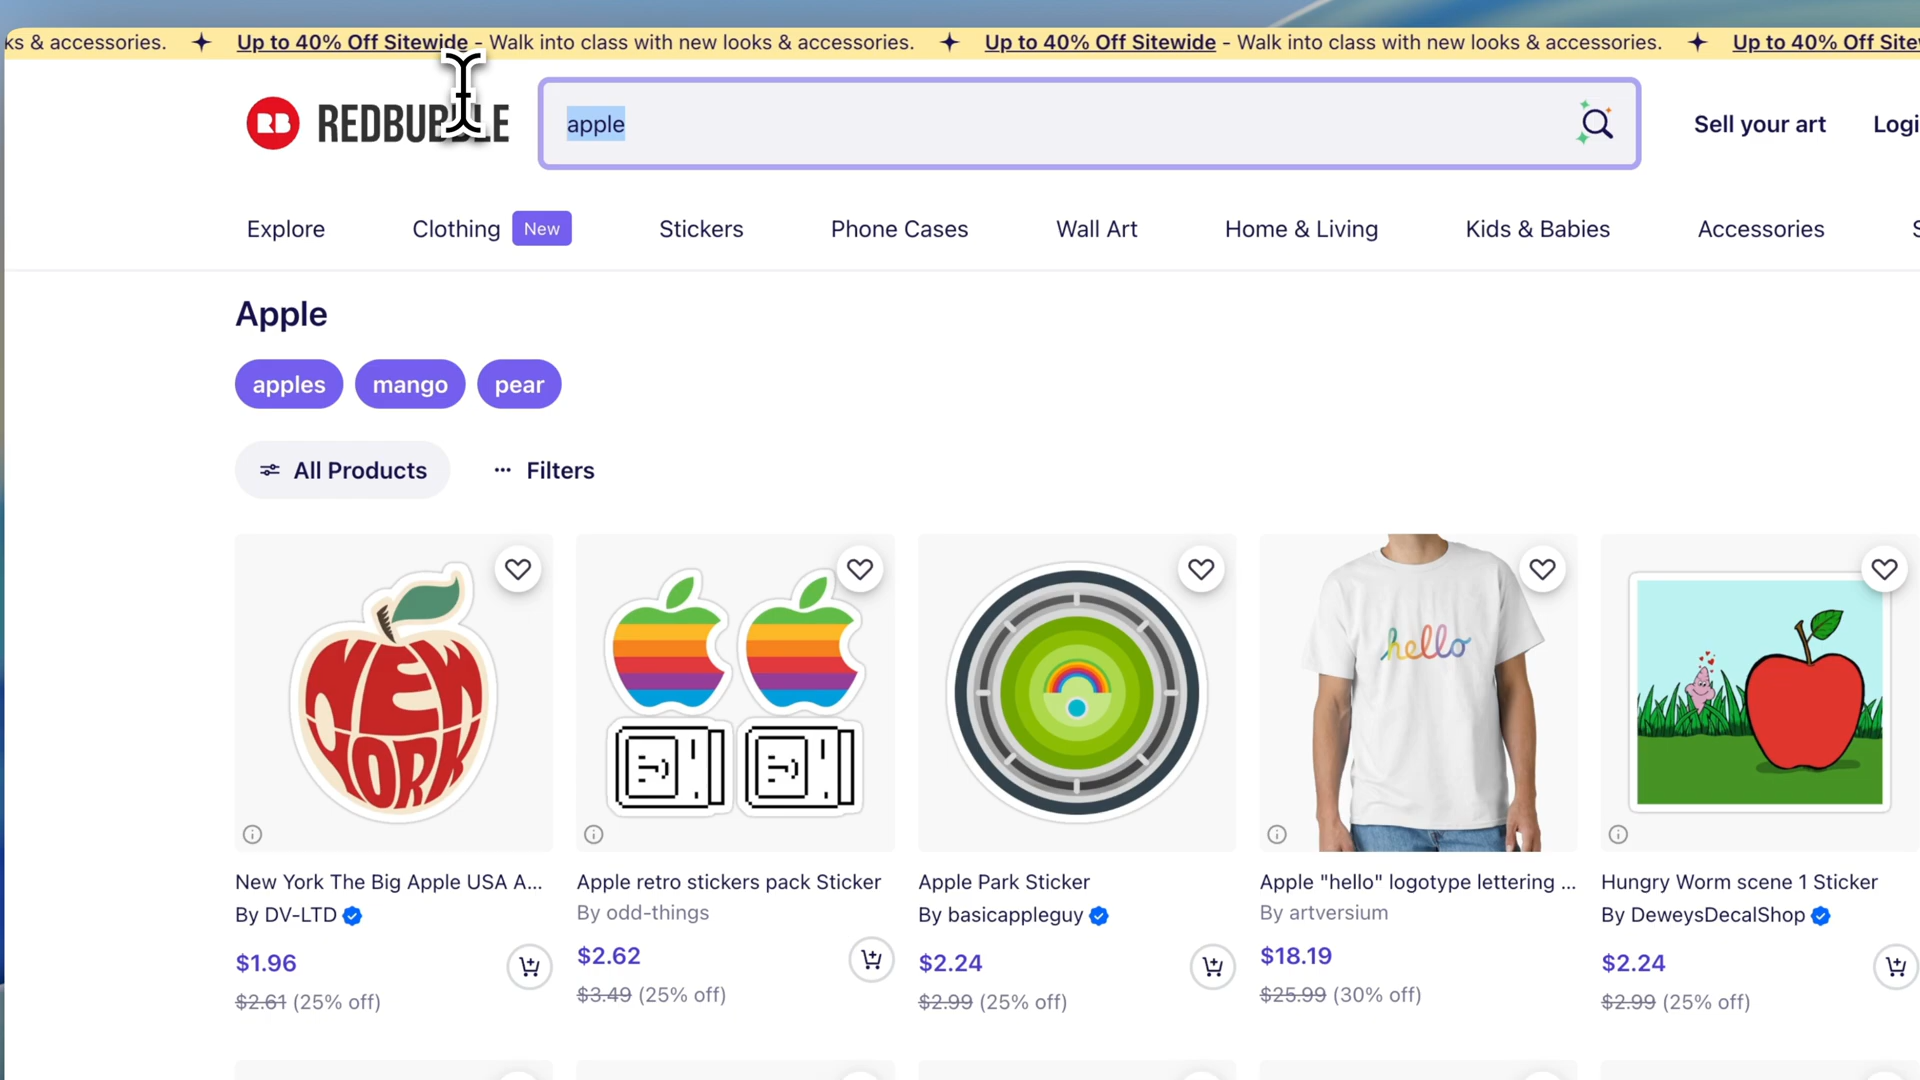 ks & accessories. Up to 40% Off Sitewide - Walk into class with new looks & accessories. Up to 40% Off Sitewide - Walk into class with new looks & accessories. Up to 40% Off Site
RB REDBUBBLE apple Sell your art Logi
Explore Clothing New Stickers Phone Cases Wall Art Home & Living Kids & Babies Accessories
Apple
apples mango pear
All Products ··· Filters
NEW
YORK
hello
New York The Big Apple USA A...
By DV-LTD
$1.96
$2.61 (25% off)
Apple retro stickers pack Sticker
By odd-things
$2.62
$3.49 (25% off)
Apple Park Sticker
By basicappleguy
$2.24
$2.99 (25% off)
Apple "hello" logotype lettering ...
By artversium
$18.19
$25.99 (30% off)
Hungry Worm scene 1 Sticker
By DeweysDecalShop
$2.24
$2.99 (25% off)